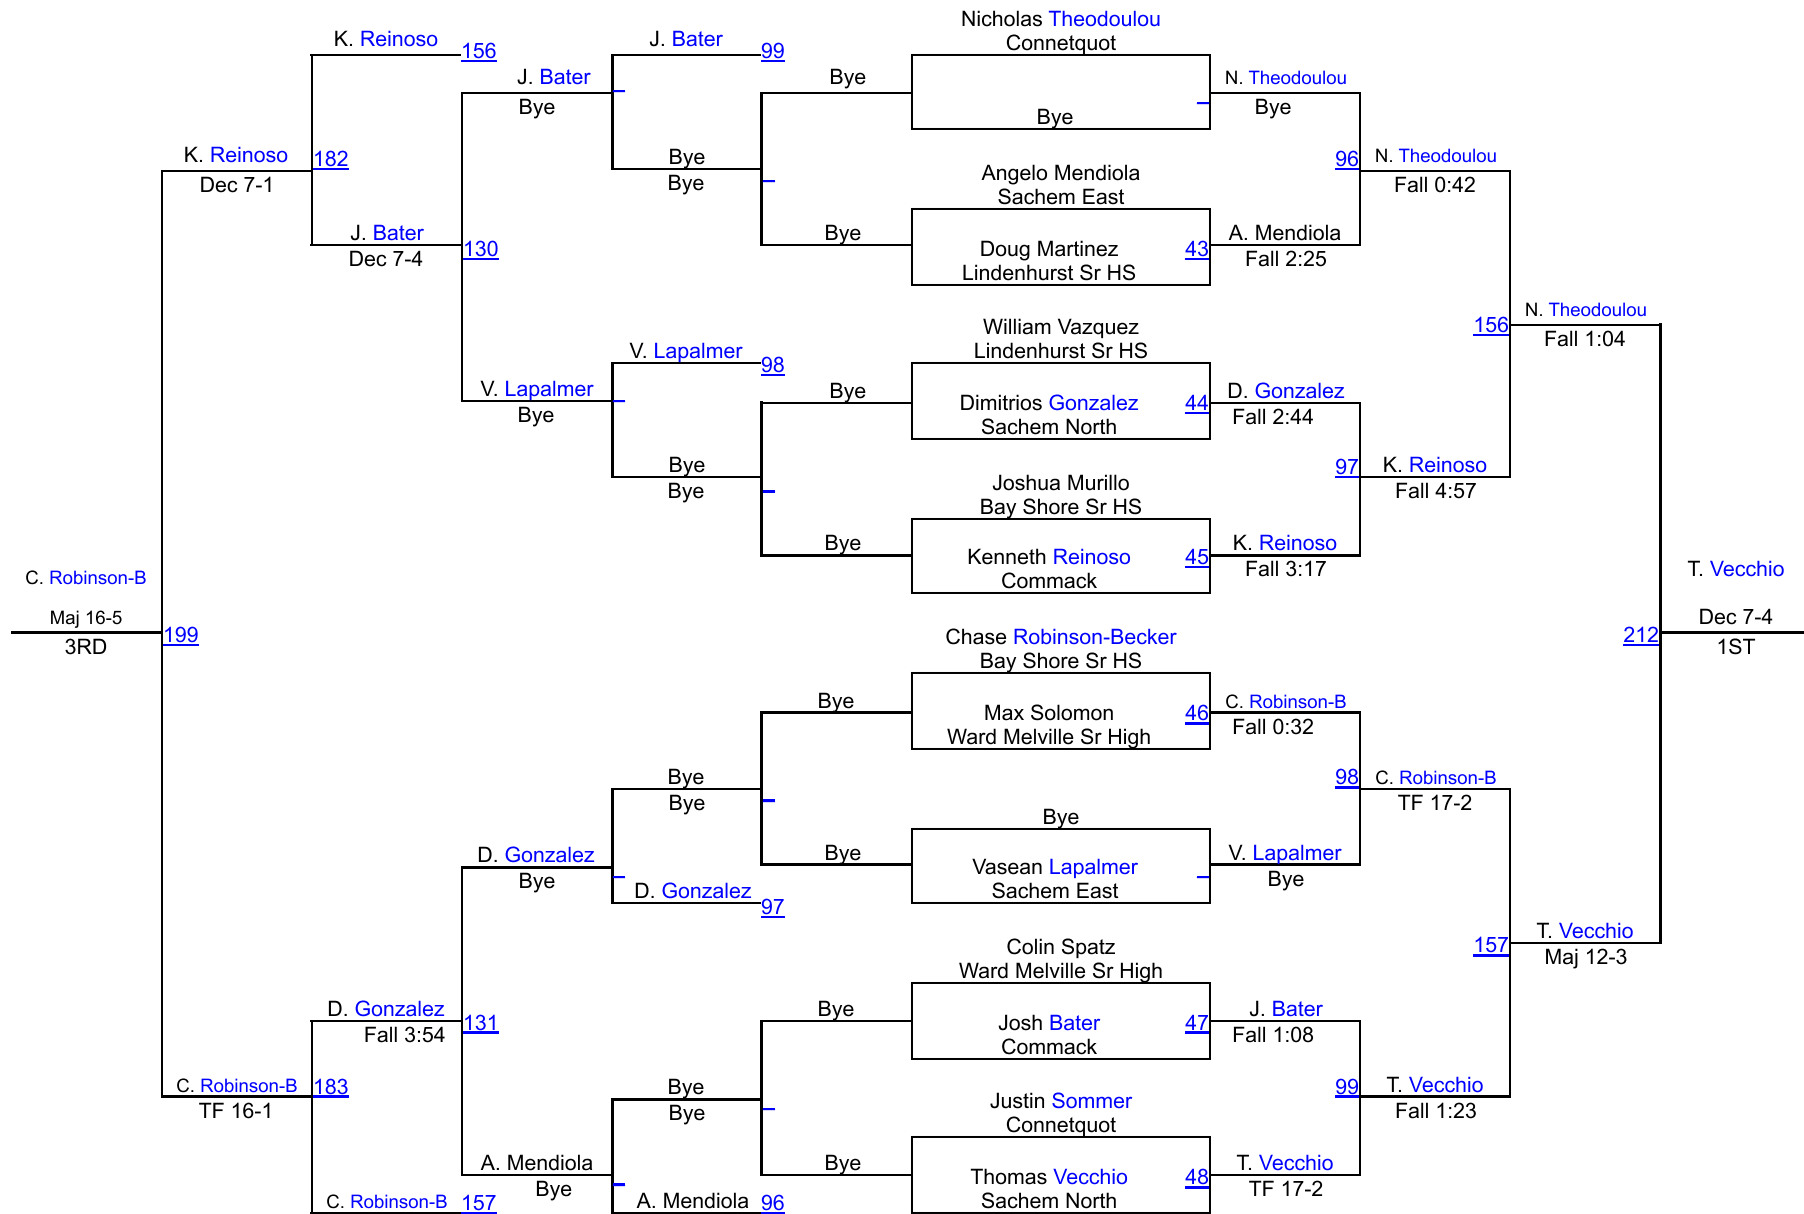 Nicholas Theodoulou
K. Reinoso
J. Bater
Connetquot
156
99
J. Bater
Bye
N. Theodoulou
Bye
Bye
Bye
K. Reinoso
182
Bye
96
N. Theodoulou
Dec 7-1
Bye
Angelo Mendiola
Fall 0:42
Sachem East
J. Bater
Bye
A. Mendiola
Dec 7-4
130
Doug Martinez
43
Fall 2:25
Lindenhurst Sr HS
N. Theodoulou
William Vazquez
156
Fall 1:04
V. Lapalmer
Lindenhurst Sr HS
98
V. Lapalmer
Bye
D. Gonzalez
Bye
Dimitrios Gonzalez
44
Fall 2:44
Sachem North
Bye
97
K. Reinoso
Bye
Joshua Murillo
Fall 4:57
Bay Shore Sr HS
Bye
K. Reinoso
Kenneth Reinoso
45
Fall 3:17
Commack
C. Robinson-B
T. Vecchio
Maj 16-5
Dec 7-4
3RD
199
Chase Robinson-Becker
212
1ST
Bay Shore Sr HS
Bye
C. Robinson-B
Max Solomon
46
Fall 0:32
Ward Melville Sr High
Bye
98
C. Robinson-B
Bye
TF 17-2
Bye
D. Gonzalez
Bye
V. Lapalmer
Bye
Vasean Lapalmer
Bye
D. Gonzalez
97
Sachem East
Colin Spatz
157
T. Vecchio
Ward Melville Sr High
Maj 12-3
D. Gonzalez
Bye
J. Bater
Fall 3:54
131
Josh Bater
47
Fall 1:08
Commack
C. Robinson-B
183
Bye
99
T. Vecchio
TF 16-1
Bye
Justin Sommer
Fall 1:23
Connetquot
A. Mendiola
Bye
T. Vecchio
Bye
Thomas Vecchio
48
TF 17-2
C. Robinson-B
157
A. Mendiola
96
Sachem North